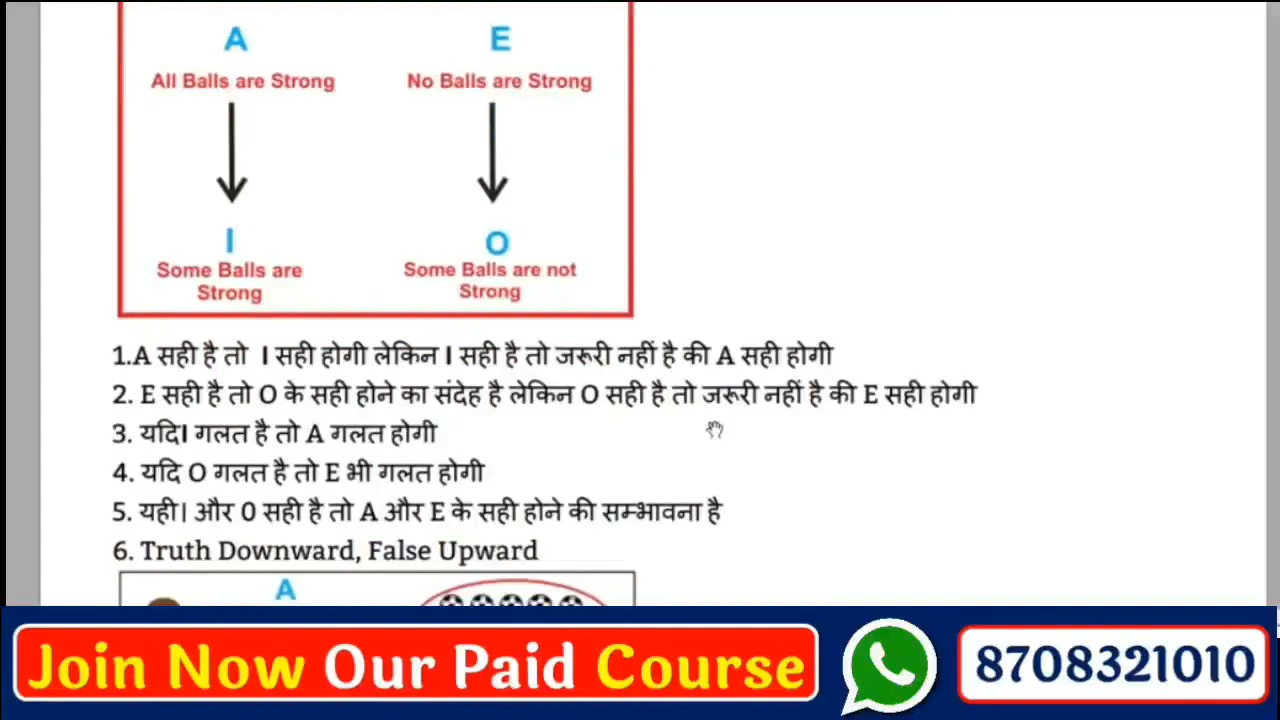 A E
All Balls are Strong No Balls are Strong
I O
Some Balls are Some Balls are not
Strong Strong
1.A सही है तो I सही होगी लेकिन I सही है तो जरूरी नहीं है की A सही होगी
2. E सही है तो O के सही होने का संदेह है लेकिन O सही है तो जरूरी नहीं है की E सही होगी
3. यदिI गलत है तो A गलत होगी
4. यदि O गलत है तो E भी गलत होगी
5. यही। और 0 सही है तो A और E के सही होने की सम्भावना है
6. Truth Downward, False Upward
A
Join Now Our Paid Course 8708321010